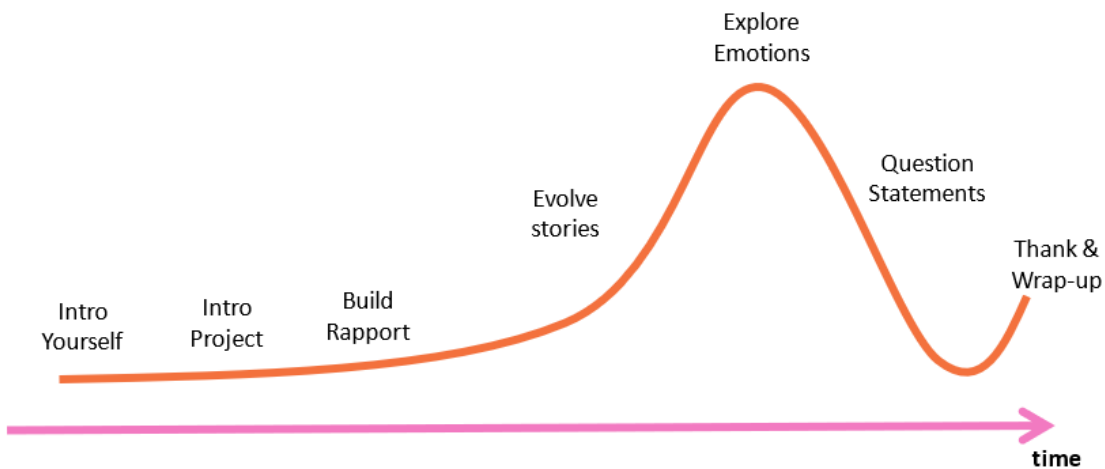 Explore
Emotions
Question
Statements
Evolve
stories
Thank &
Wrap-up
Build
Rapport
Intro
Project
Intro
Yourself
time